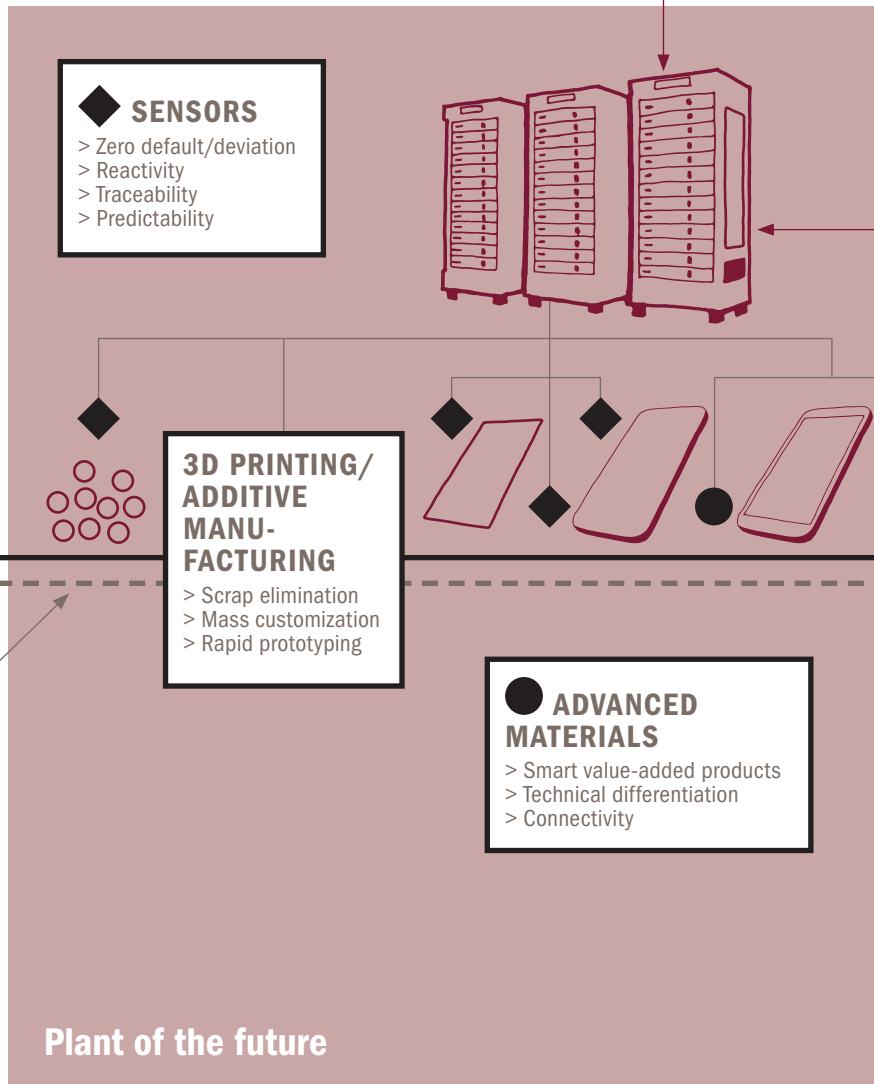 SENSORS
> Zero default/deviation
> Reactivity
> Traceability
> Predictability
3D PRINTING/
ADDITIVE
MANU-
FACTURING
> Scrap elimination
> Mass customization
> Rapid prototyping
ADVANCED
MATERIALS
> Smart value-added products
> Technical differentiation
> Connectivity
Plant of the future